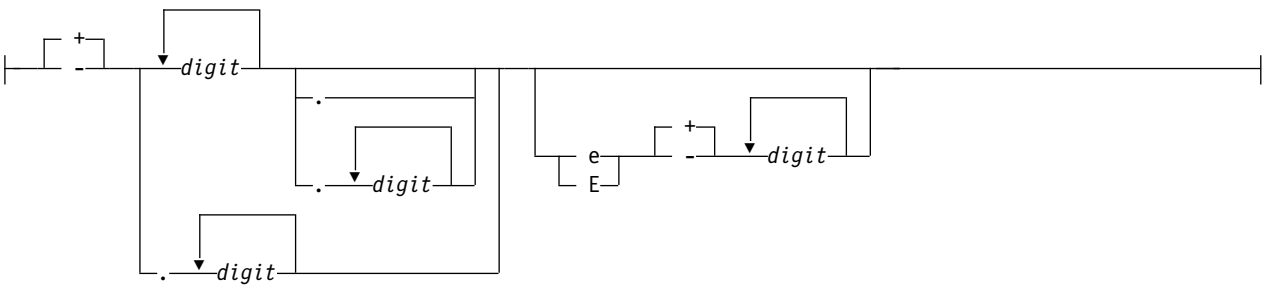 +
- digit
.
+
e - digit
. digit
E
. digit